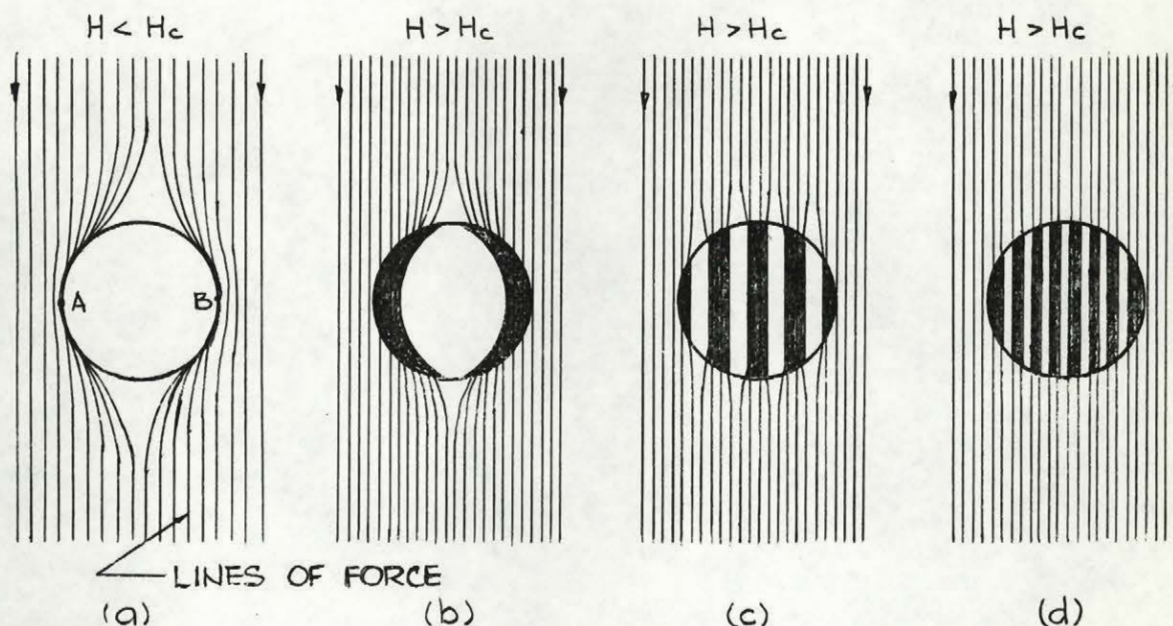 H < Hc H > Hc H > Hc H > Hc
A B
LINES OF FORCE
(a) (b) (c) (d)